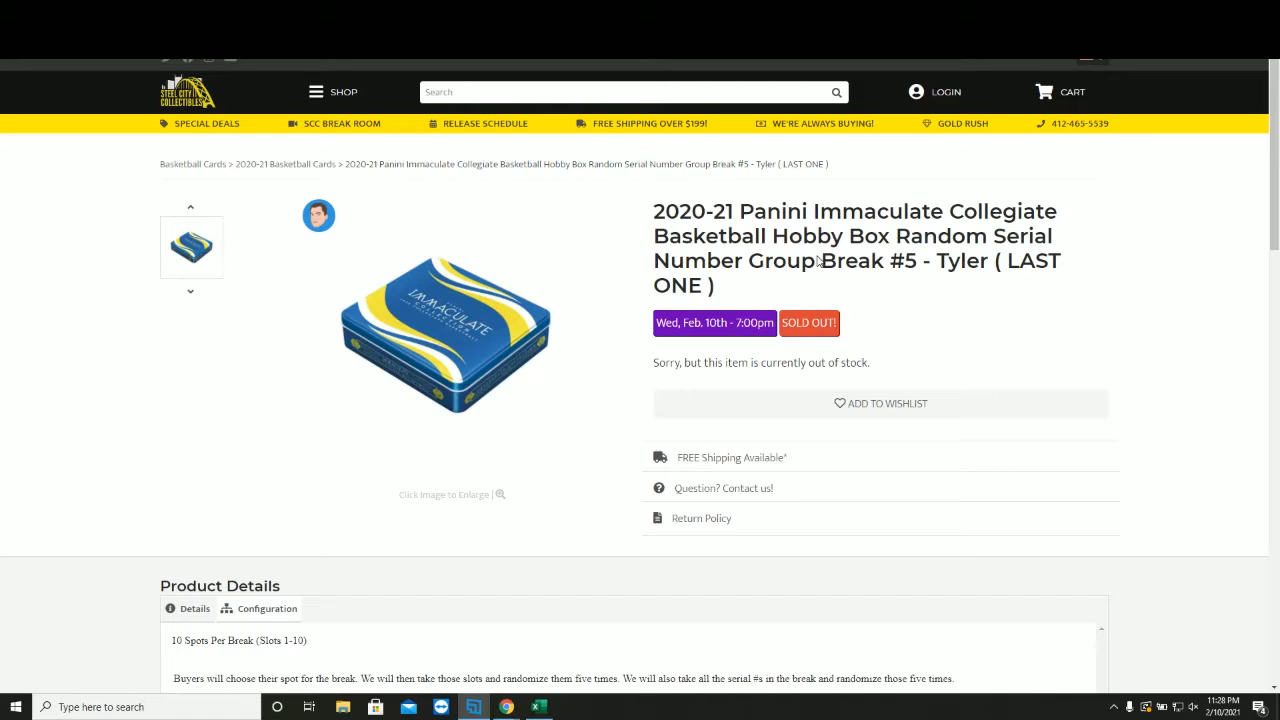 STEEL CITY
COLLECTIBLES
SHOP
Search
LOGIN
CART
SPECIAL DEALS
SCC BREAK ROOM
RELEASE SCHEDULE
FREE SHIPPING OVER $199!
WE'RE ALWAYS BUYING!
GOLD RUSH
412-465-5539
Basketball Cards > 2020-21 Basketball Cards > 2020-21 Panini Immaculate Collegiate Basketball Hobby Box Random Serial Number Group Break #5 - Tyler ( LAST ONE )
IMMACULATE
COLLECTION
Click Image to Enlarge |
2020-21 Panini Immaculate Collegiate
Basketball Hobby Box Random Serial
Number Group Break #5 - Tyler ( LAST
ONE )
Wed, Feb. 10th - 7:00pm SOLD OUT!
Sorry, but this item is currently out of stock.
ADD TO WISHLIST
FREE Shipping Available*
Question? Contact us!
Return Policy
Product Details
Details
Configuration
10 Spots Per Break (Slots 1-10)
Buyers will choose their spot for the break. We will then take those slots and randomize them five times. We will also take all the serial #s in the break and randomize those five times.
Type here to search
11:28 PM
2/10/2021
4